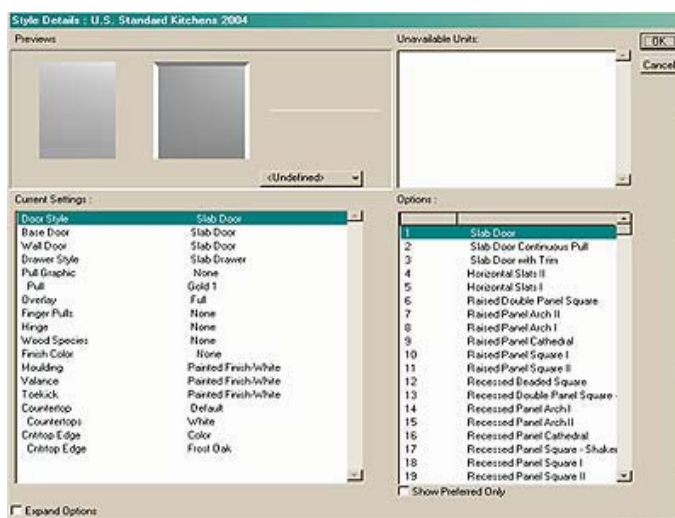 Style Details : U.S. Standard Kitchens 2004
Previews
Unavailable Units:
OK
Cancel
<Undefined>
Current Settings :
Door Style Slab Door
Base Door Slab Door
Wall Door Slab Door
Drawer Style Slab Drawer
Pull Graphic None
Pull Gold 1
Overlay Full
Finger Pulls None
Hinge None
Wood Species None
Finish Color None
Moulding Painted Finish-White
Valance Painted Finish-White
Toekick Painted Finish-White
Countertop Default
Countertops White
Cntrtop Edge Color
Cntrtop Edge Frost Oak
Expand Options
Options :
1 Slab Door
2 Slab Door Continuous Pull
3 Slab Door with Trim
4 Horizontal Slats II
5 Horizontal Slats I
6 Raised Double Panel Square
7 Raised Panel Arch II
8 Raised Panel Arch I
9 Raised Panel Cathedral
10 Raised Panel Square I
11 Raised Panel Square II
12 Recessed Beaded Square
13 Recessed Double Panel Square -
14 Recessed Panel Arch I
15 Recessed Panel Arch II
16 Recessed Panel Cathedral
17 Recessed Panel Square - Shaker
18 Recessed Panel Square I
19 Recessed Panel Square II
Show Preferred Only